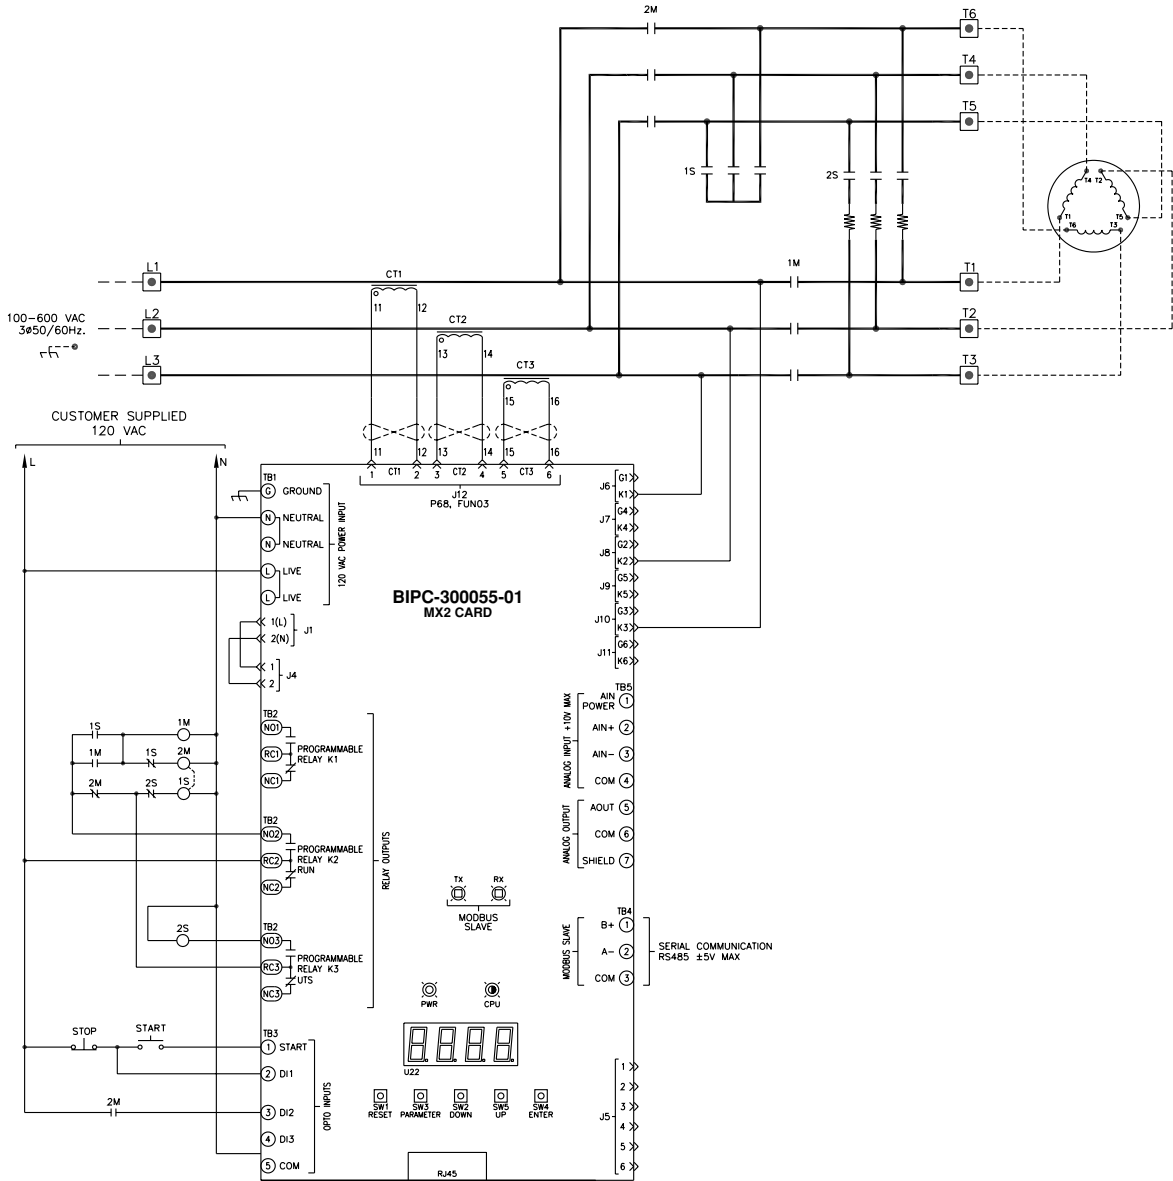 2M
T6
T4
T5
1S
2S
T4 T2
T1 T5
T6 T3
L1
CT1
1M
T1
11 12
100–600 VAC
3ø50/60Hz.
L2
CT2
T2
13 14
L3
CT3
T3
15 16
CUSTOMER SUPPLIED
120 VAC
L
N
11 12 13 14 15 16
1 CT1 2 3 CT2 4 5 CT3 6
J12
P68, FUN03
TB1
G GROUND
N NEUTRAL
N NEUTRAL
L LIVE
L LIVE
120 VAC POWER INPUT
1(L)
2(N)
J1
1
2
J4
BIPC-300055-01
MX2 CARD
J6 G1
K1
J7 G4
K4
J8 G2
K2
J9 G5
K5
J10 G3
K3
J11 G6
K6
1S 1M
1M 1S 2M
2M 2S 1S
TB2
NO1
RC1
NC1
PROGRAMMABLE
RELAY K1
TB2
NO2
RC2
NC2
PROGRAMMABLE
RELAY K2
RUN
2S
TB2
NO3
RC3
NC3
PROGRAMMABLE
RELAY K3
UTS
RELAY OUTPUTS
TB5
AIN
POWER 1
AIN+ 2
AIN– 3
COM 4
ANALOG INPUT +10V MAX
AOUT 5
COM 6
SHIELD 7
ANALOG OUTPUT
Tx Rx
MODBUS
SLAVE
TB4
B+ 1
A– 2
COM 3
MODBUS SLAVE
SERIAL COMMUNICATION
RS485 ±5V MAX
PWR CPU
STOP START
TB3
1 START
2 DI1
2M
3 DI2
4 DI3
5 COM
OPTO INPUTS
8.8.8.8.
U22
SW1
RESET
SW3
PARAMETER
SW2
DOWN
SW5
UP
SW4
ENTER
J5
1
2
3
4
5
6
RJ45